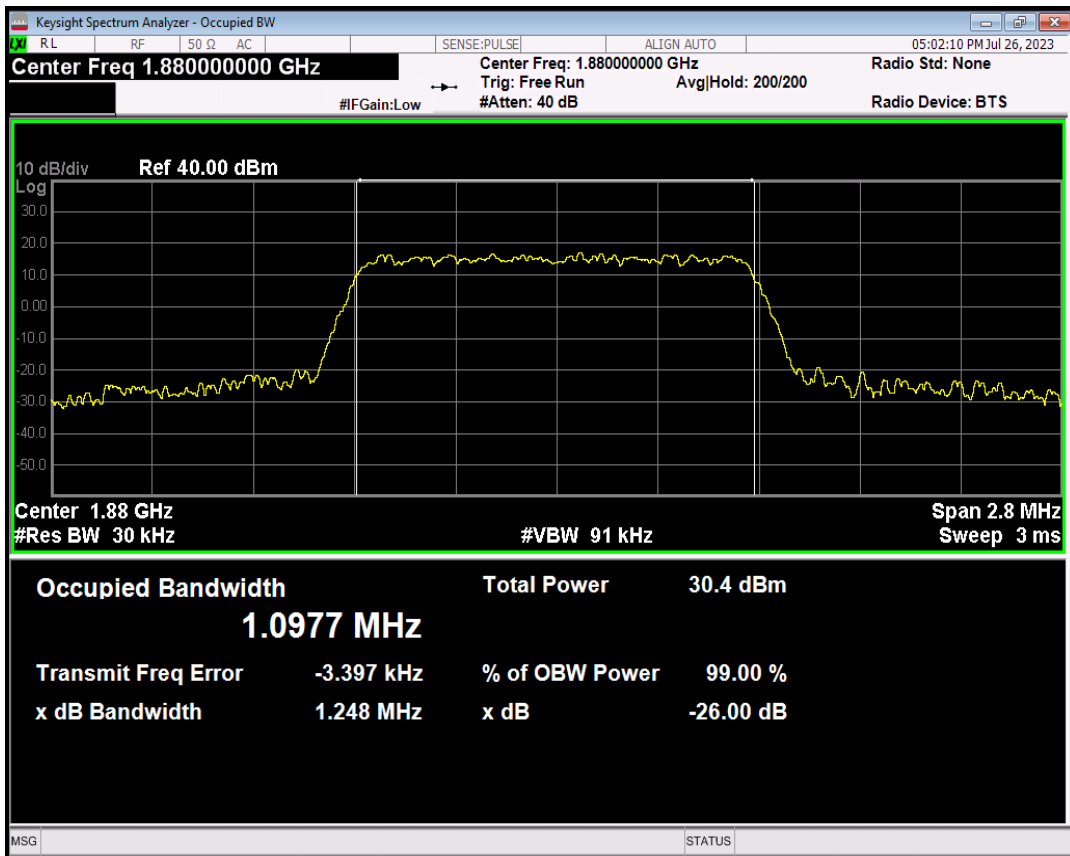 Keysight Spectrum Analyzer - Occupied BW
LXI RL RF 50 Ω AC SENSE:PULSE ALIGN AUTO 05:02:10 PM Jul 26, 2023
Center Freq 1.880000000 GHz Center Freq: 1.880000000 GHz Radio Std: None
Trig: Free Run Avg|Hold: 200/200
#IFGain:Low #Atten: 40 dB Radio Device: BTS
10 dB/div Ref 40.00 dBm
Log
30.0
20.0
10.0
0.00
-10.0
-20.0
-30.0
-40.0
-50.0
Center 1.88 GHz Span 2.8 MHz
#Res BW 30 kHz #VBW 91 kHz Sweep 3 ms
Occupied Bandwidth Total Power 30.4 dBm
1.0977 MHz
Transmit Freq Error -3.397 kHz % of OBW Power 99.00 %
x dB Bandwidth 1.248 MHz x dB -26.00 dB
MSG STATUS